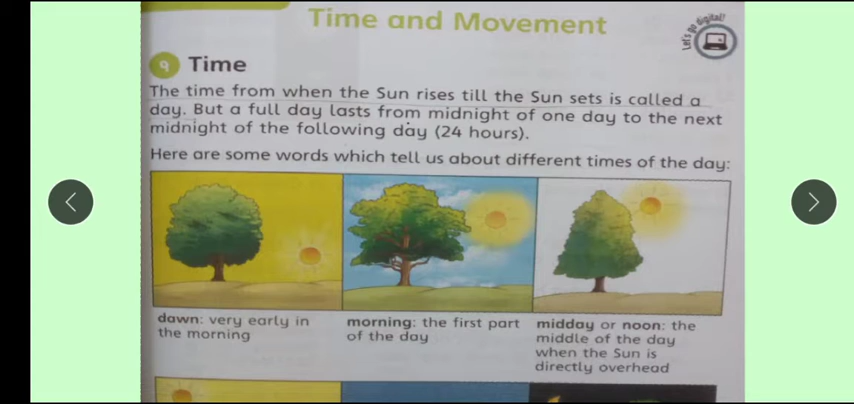 Time and Movement
Let's go digital!
9 Time
The time from when the Sun rises till the Sun sets is called a
day. But a full day lasts from midnight of one day to the next
midnight of the following day (24 hours).
Here are some words which tell us about different times of the day:
dawn: very early in
the morning
morning: the first part
of the day
midday or noon: the
middle of the day
when the Sun is
directly overhead